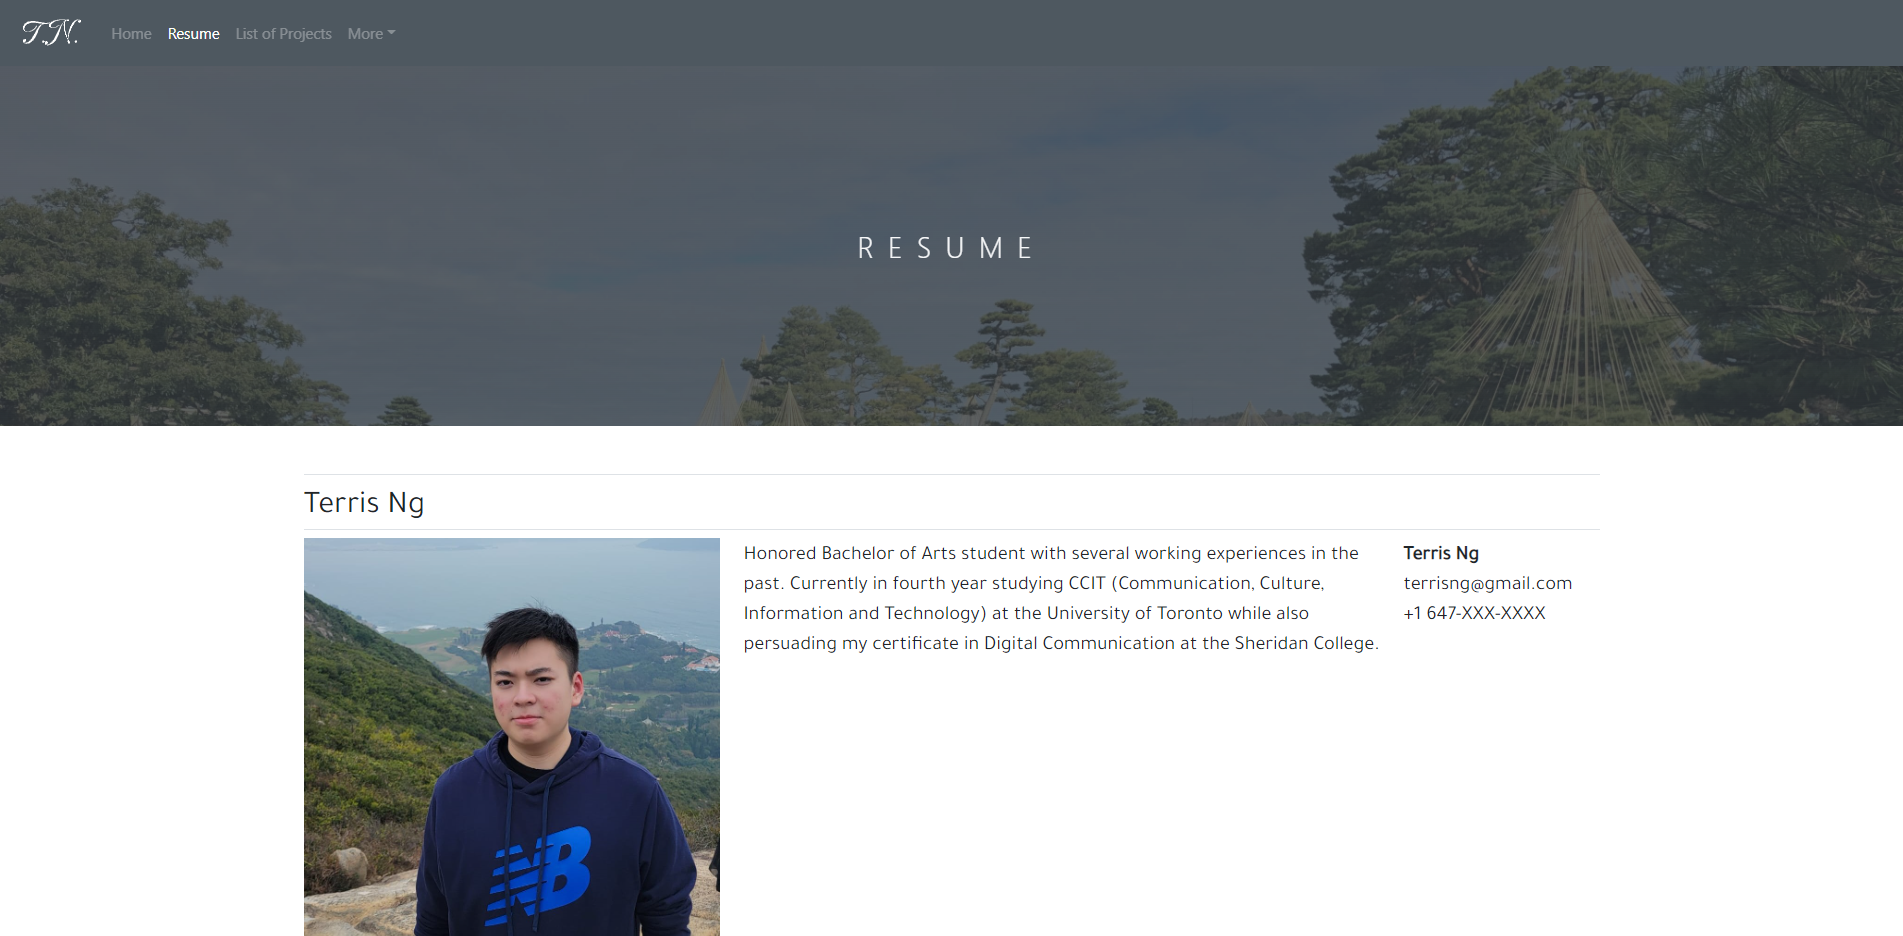 T.N.
Home Resume List of Projects More
RESUME
Terris Ng
Honored Bachelor of Arts student with several working experiences in the
past. Currently in fourth year studying CCIT (Communication, Culture,
Information and Technology) at the University of Toronto while also
persuading my certificate in Digital Communication at the Sheridan College.
Terris Ng
terrisng@gmail.com
+1 647-XXX-XXXX
NB